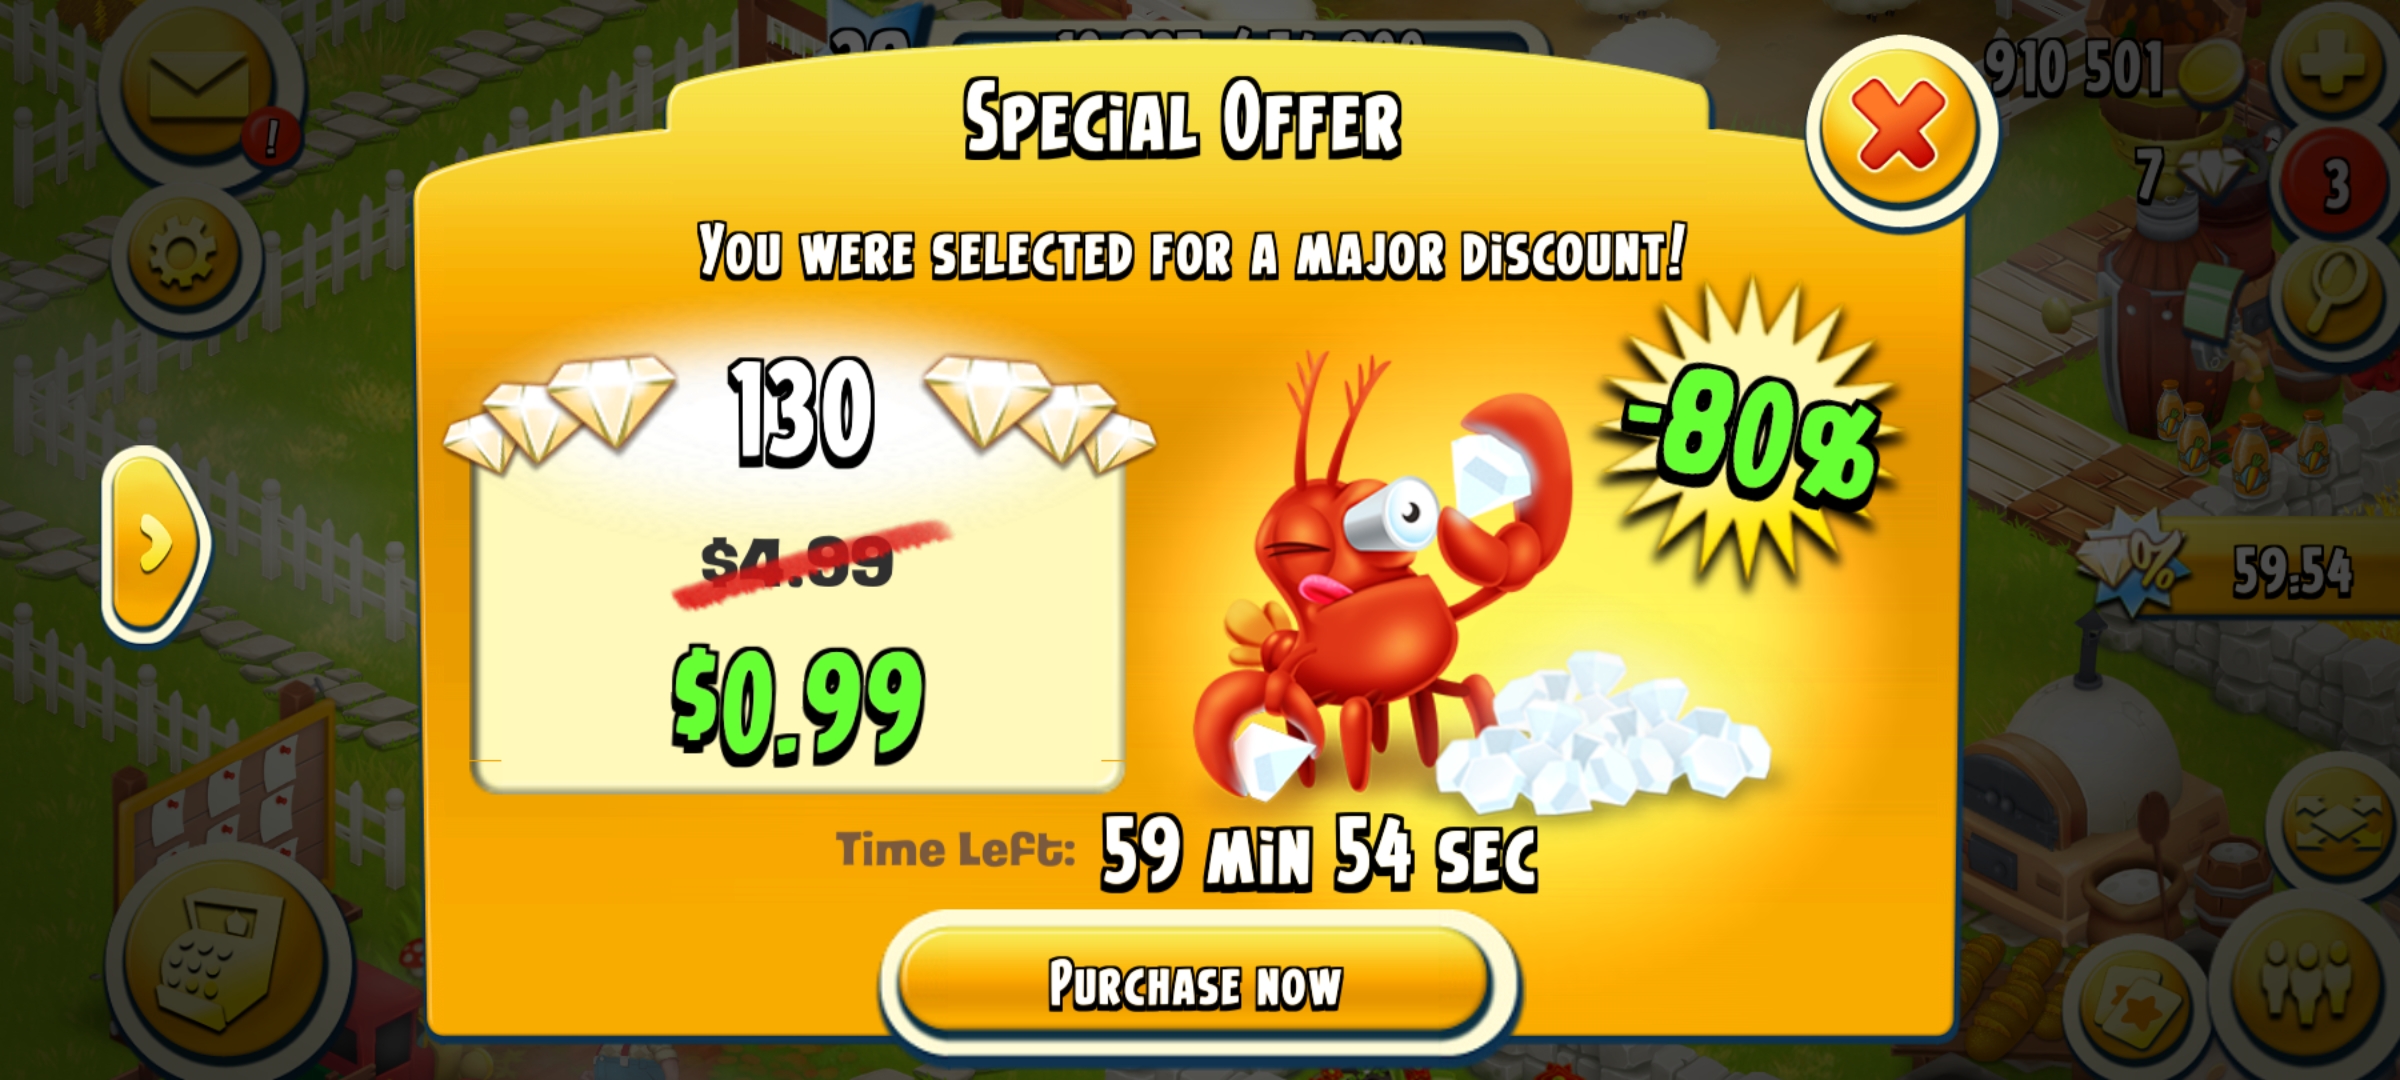 Special Offer
910 501
7
3
You were selected for a major discount!
130
-80%
$4.99
59:54
%
$0.99
Time Left: 59 min 54 sec
Purchase now
!